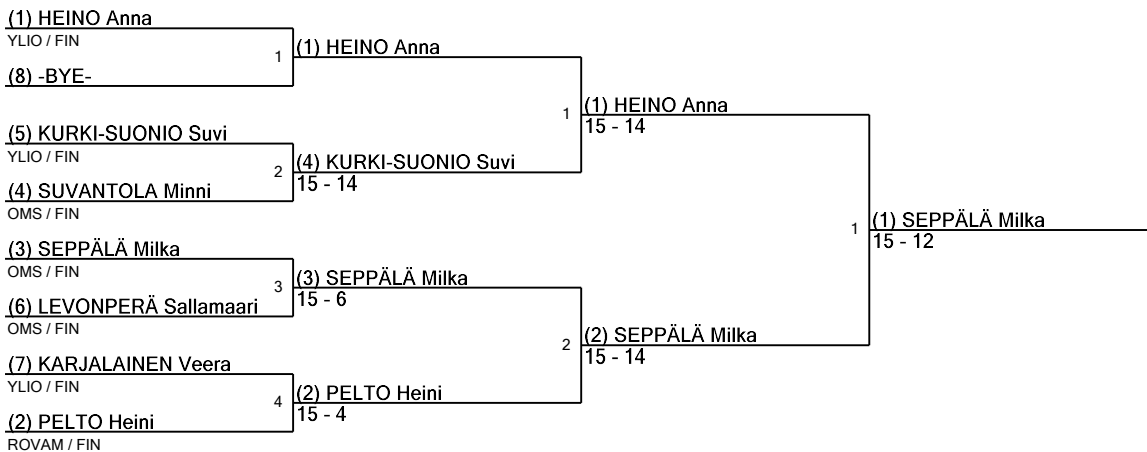 (1) HEINO Anna
YLIO / FIN
(8) -BYE-
(5) KURKI-SUONIO Suvi
YLIO / FIN
(4) SUVANTOLA Minni
OMS / FIN
(3) SEPPÄLÄ Milka
OMS / FIN
(6) LEVONPERÄ Sallamaari
OMS / FIN
(7) KARJALAINEN Veera
YLIO / FIN
(2) PELTO Heini
ROVAM / FIN
1
(1) HEINO Anna
2
(4) KURKI-SUONIO Suvi
15 - 14
3
(3) SEPPÄLÄ Milka
15 - 6
4
(2) PELTO Heini
15 - 4
1
(1) HEINO Anna
15 - 14
2
(2) SEPPÄLÄ Milka
15 - 14
1
(1) SEPPÄLÄ Milka
15 - 12